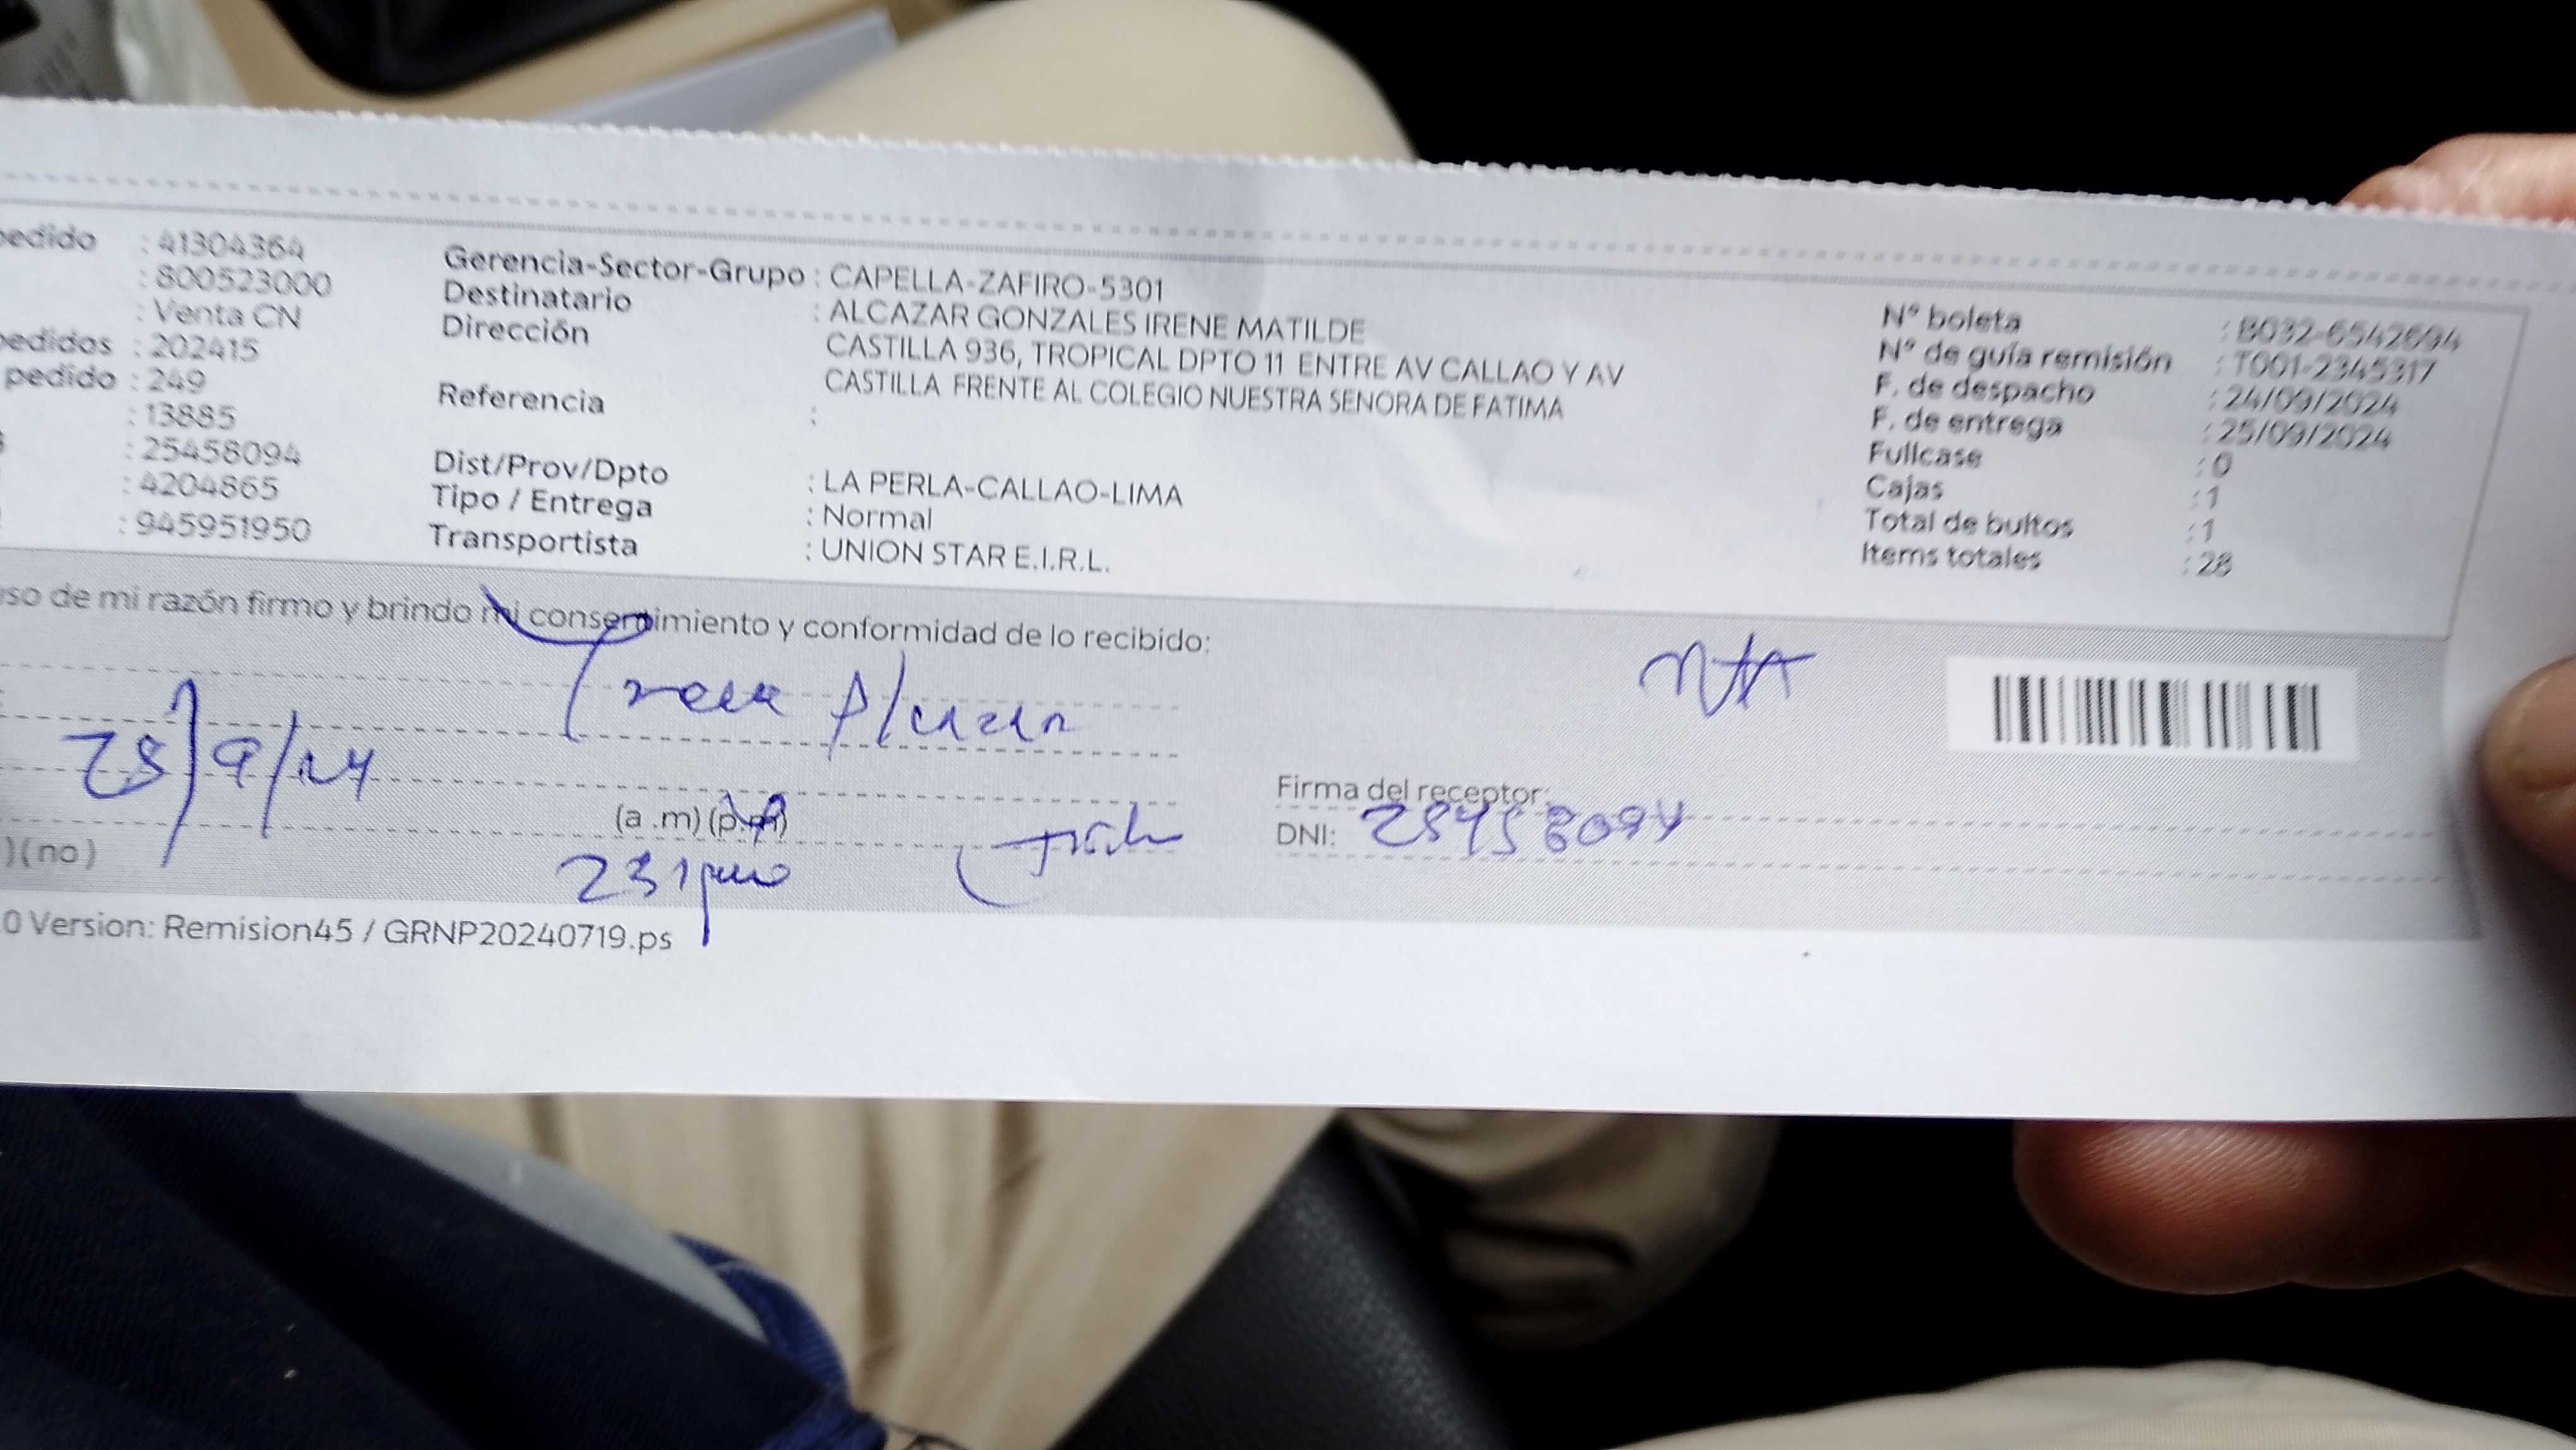 pedido : 41304364
: 800523000
: Venta CN
pedidos : 202415
pedido : 249
: 13885
: 25458094
: 4204865
: 945951950
Gerencia-Sector-Grupo : CAPELLA-ZAFIRO-5301
Destinatario : ALCAZAR GONZALES IRENE MATILDE
Dirección CASTILLA 936, TROPICAL DPTO 11 ENTRE AV CALLAO Y AV
CASTILLA FRENTE AL COLEGIO NUESTRA SENORA DE FATIMA
Referencia :
Dist/Prov/Dpto : LA PERLA-CALLAO-LIMA
Tipo / Entrega : Normal
Transportista : UNION STAR E.I.R.L.
N° boleta : B032-6542694
N° de guía remisión : T001-2345317
F. de despacho : 24/09/2024
F. de entrega : 25/09/2024
Fullcase : 0
Cajas : 1
Total de bultos : 1
Items totales : 28
uso de mi razón firmo y brindo mi consentimiento y conformidad de lo recibido:
25/9/24
(a .m) (p.m)
)(no)
Firma del receptor:
DNI: 25458094
0 Version: Remision45 / GRNP20240719.ps